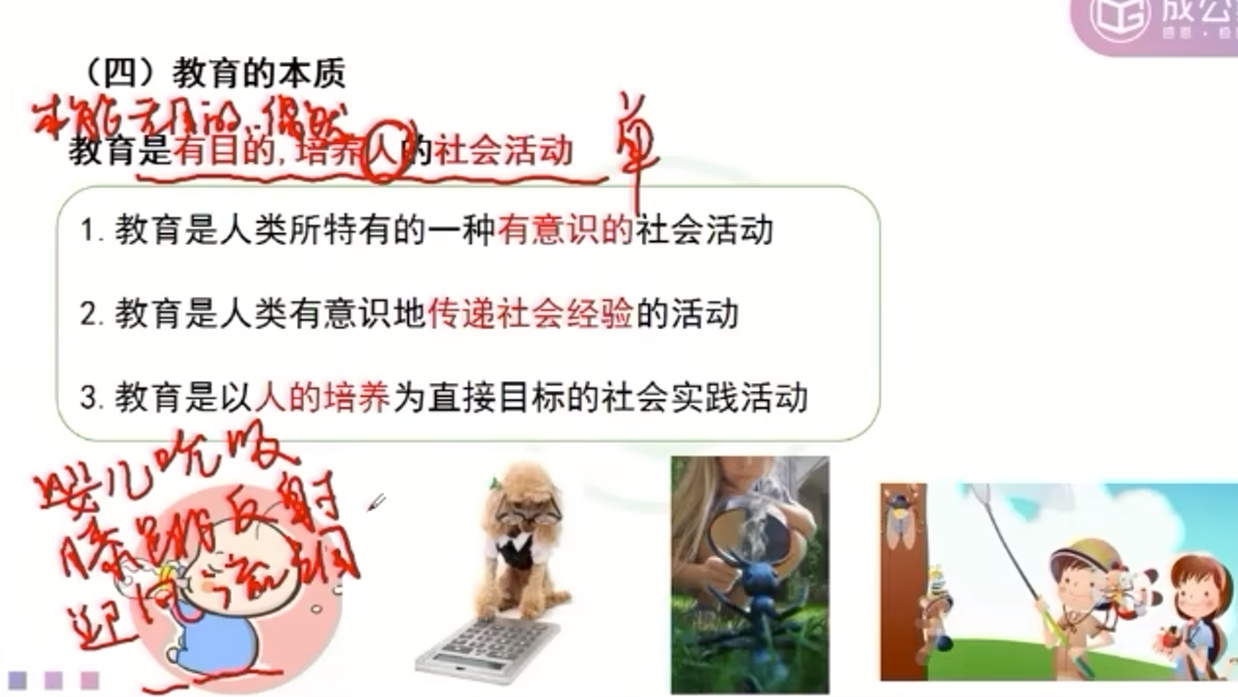 成公
（四）教育的本质
本能 无目的、偶然
教育是有目的,培养人的社会活动
单
1.教育是人类所特有的一种有意识的社会活动
2.教育是人类有意识地传递社会经验的活动
3.教育是以人的培养为直接目标的社会实践活动
婴儿吮吸
膝跳反射